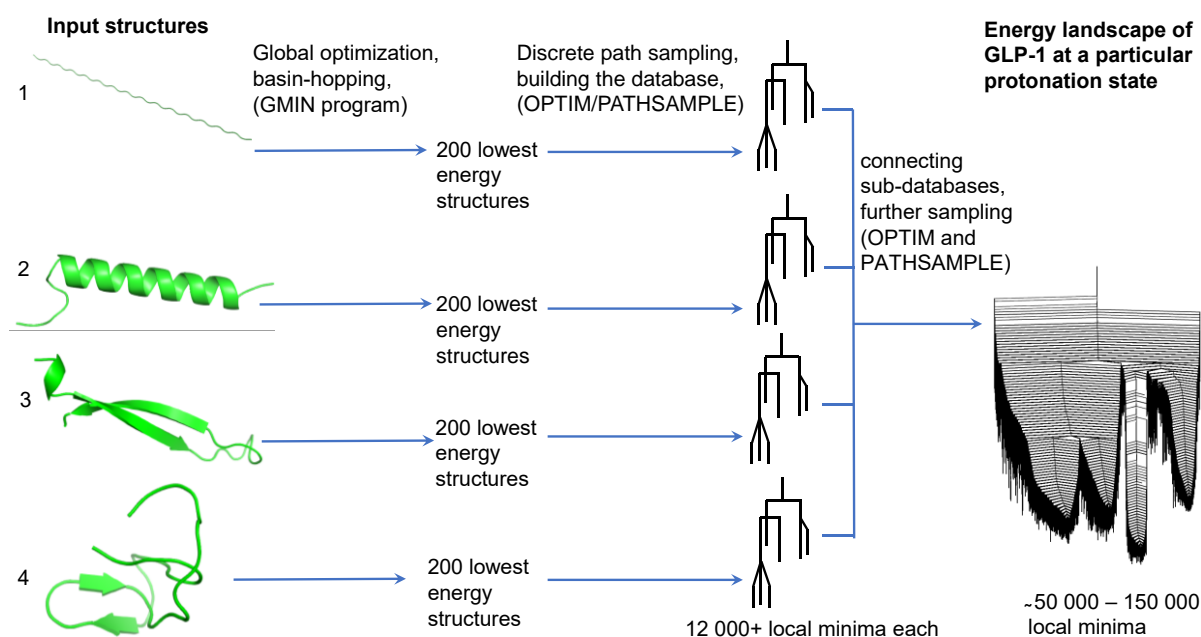 Input structures
Global optimization,
basin-hopping,
(GMIN program)
Discrete path sampling,
building the database,
(OPTIM/PATHSAMPLE)
Energy landscape of
GLP-1 at a particular
protonation state
1
200 lowest
energy
structures
connecting
sub-databases,
further sampling
(OPTIM and
PATHSAMPLE)
2
200 lowest
energy
structures
3
200 lowest
energy
structures
4
200 lowest
energy
structures
12 000+ local minima each
~50 000 – 150 000
local minima